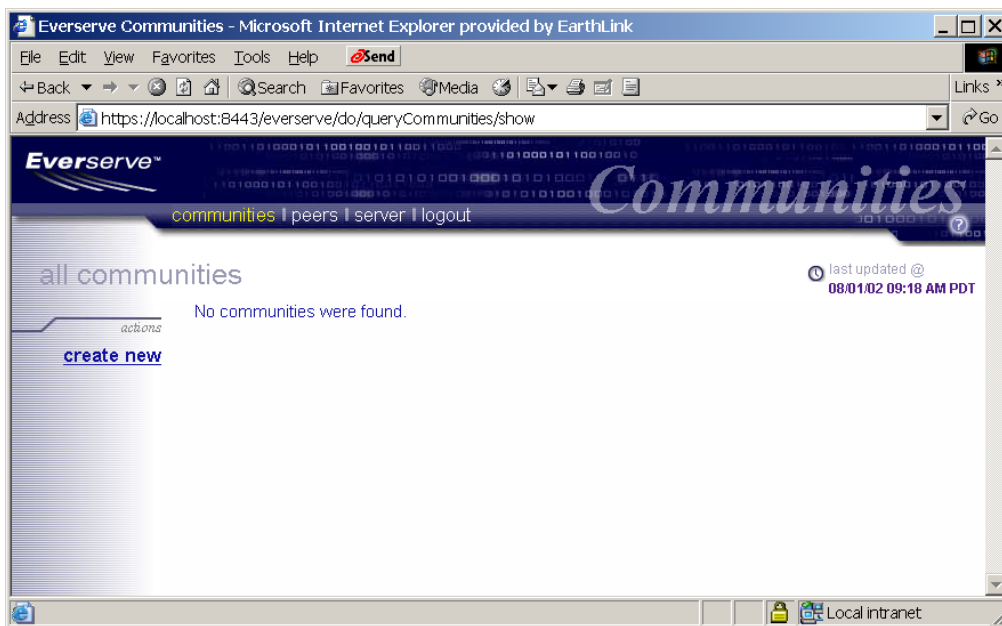 Everserve Communities - Microsoft Internet Explorer provided by EarthLink
File Edit View Favorites Tools Help Send
Back Search Favorites Media Links »
Address https://localhost:8443/everserve/do/queryCommunities/show Go
Everserve™
Communities
communities | peers | server | logout
?
all communities
last updated @
08/01/02 09:18 AM PDT
No communities were found.
actions
create new
Local intranet